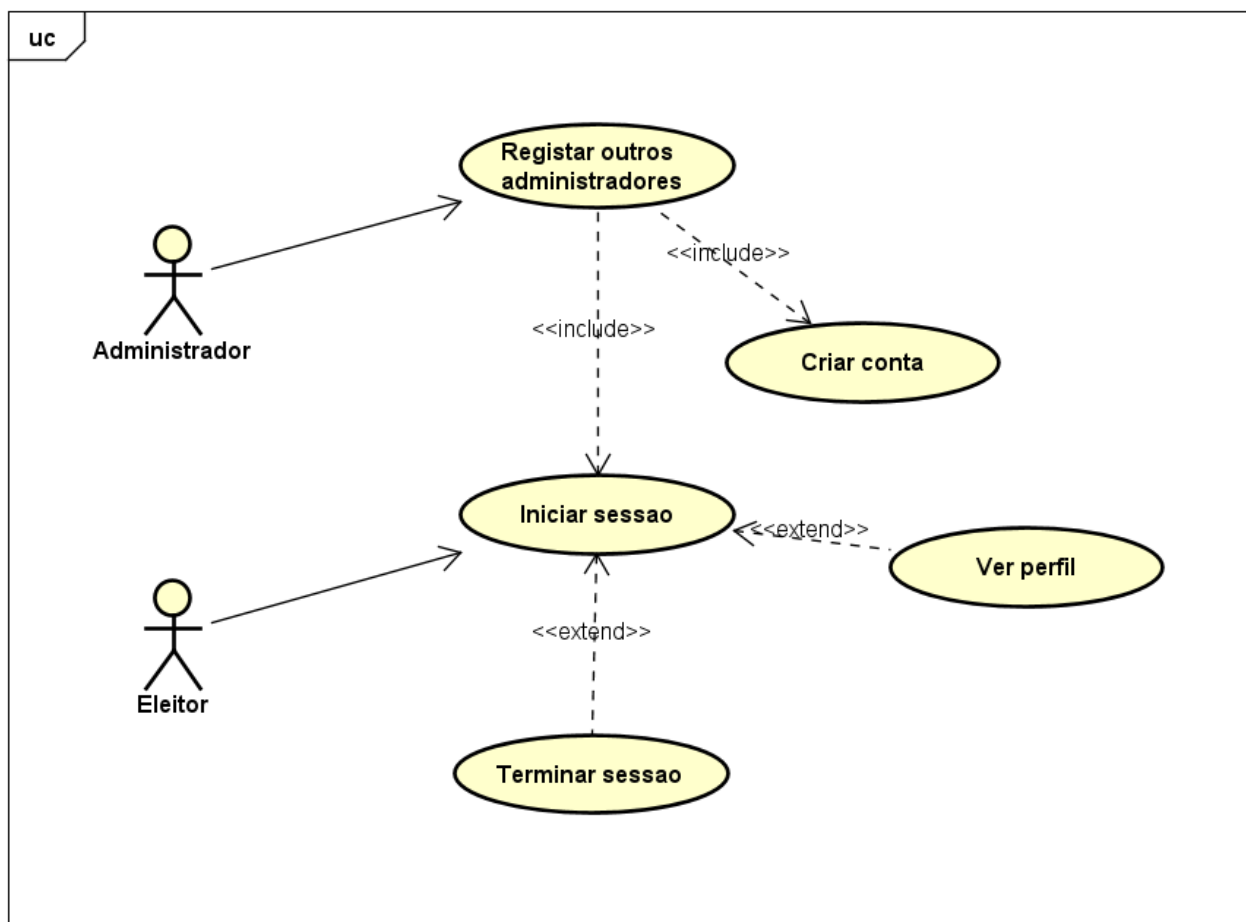 uc
Registar outros
administradores
<<include>>
<<include>>
Administrador
Criar conta
Iniciar sessao
<<extend>>
Ver perfil
<<extend>>
Eleitor
Terminar sessao